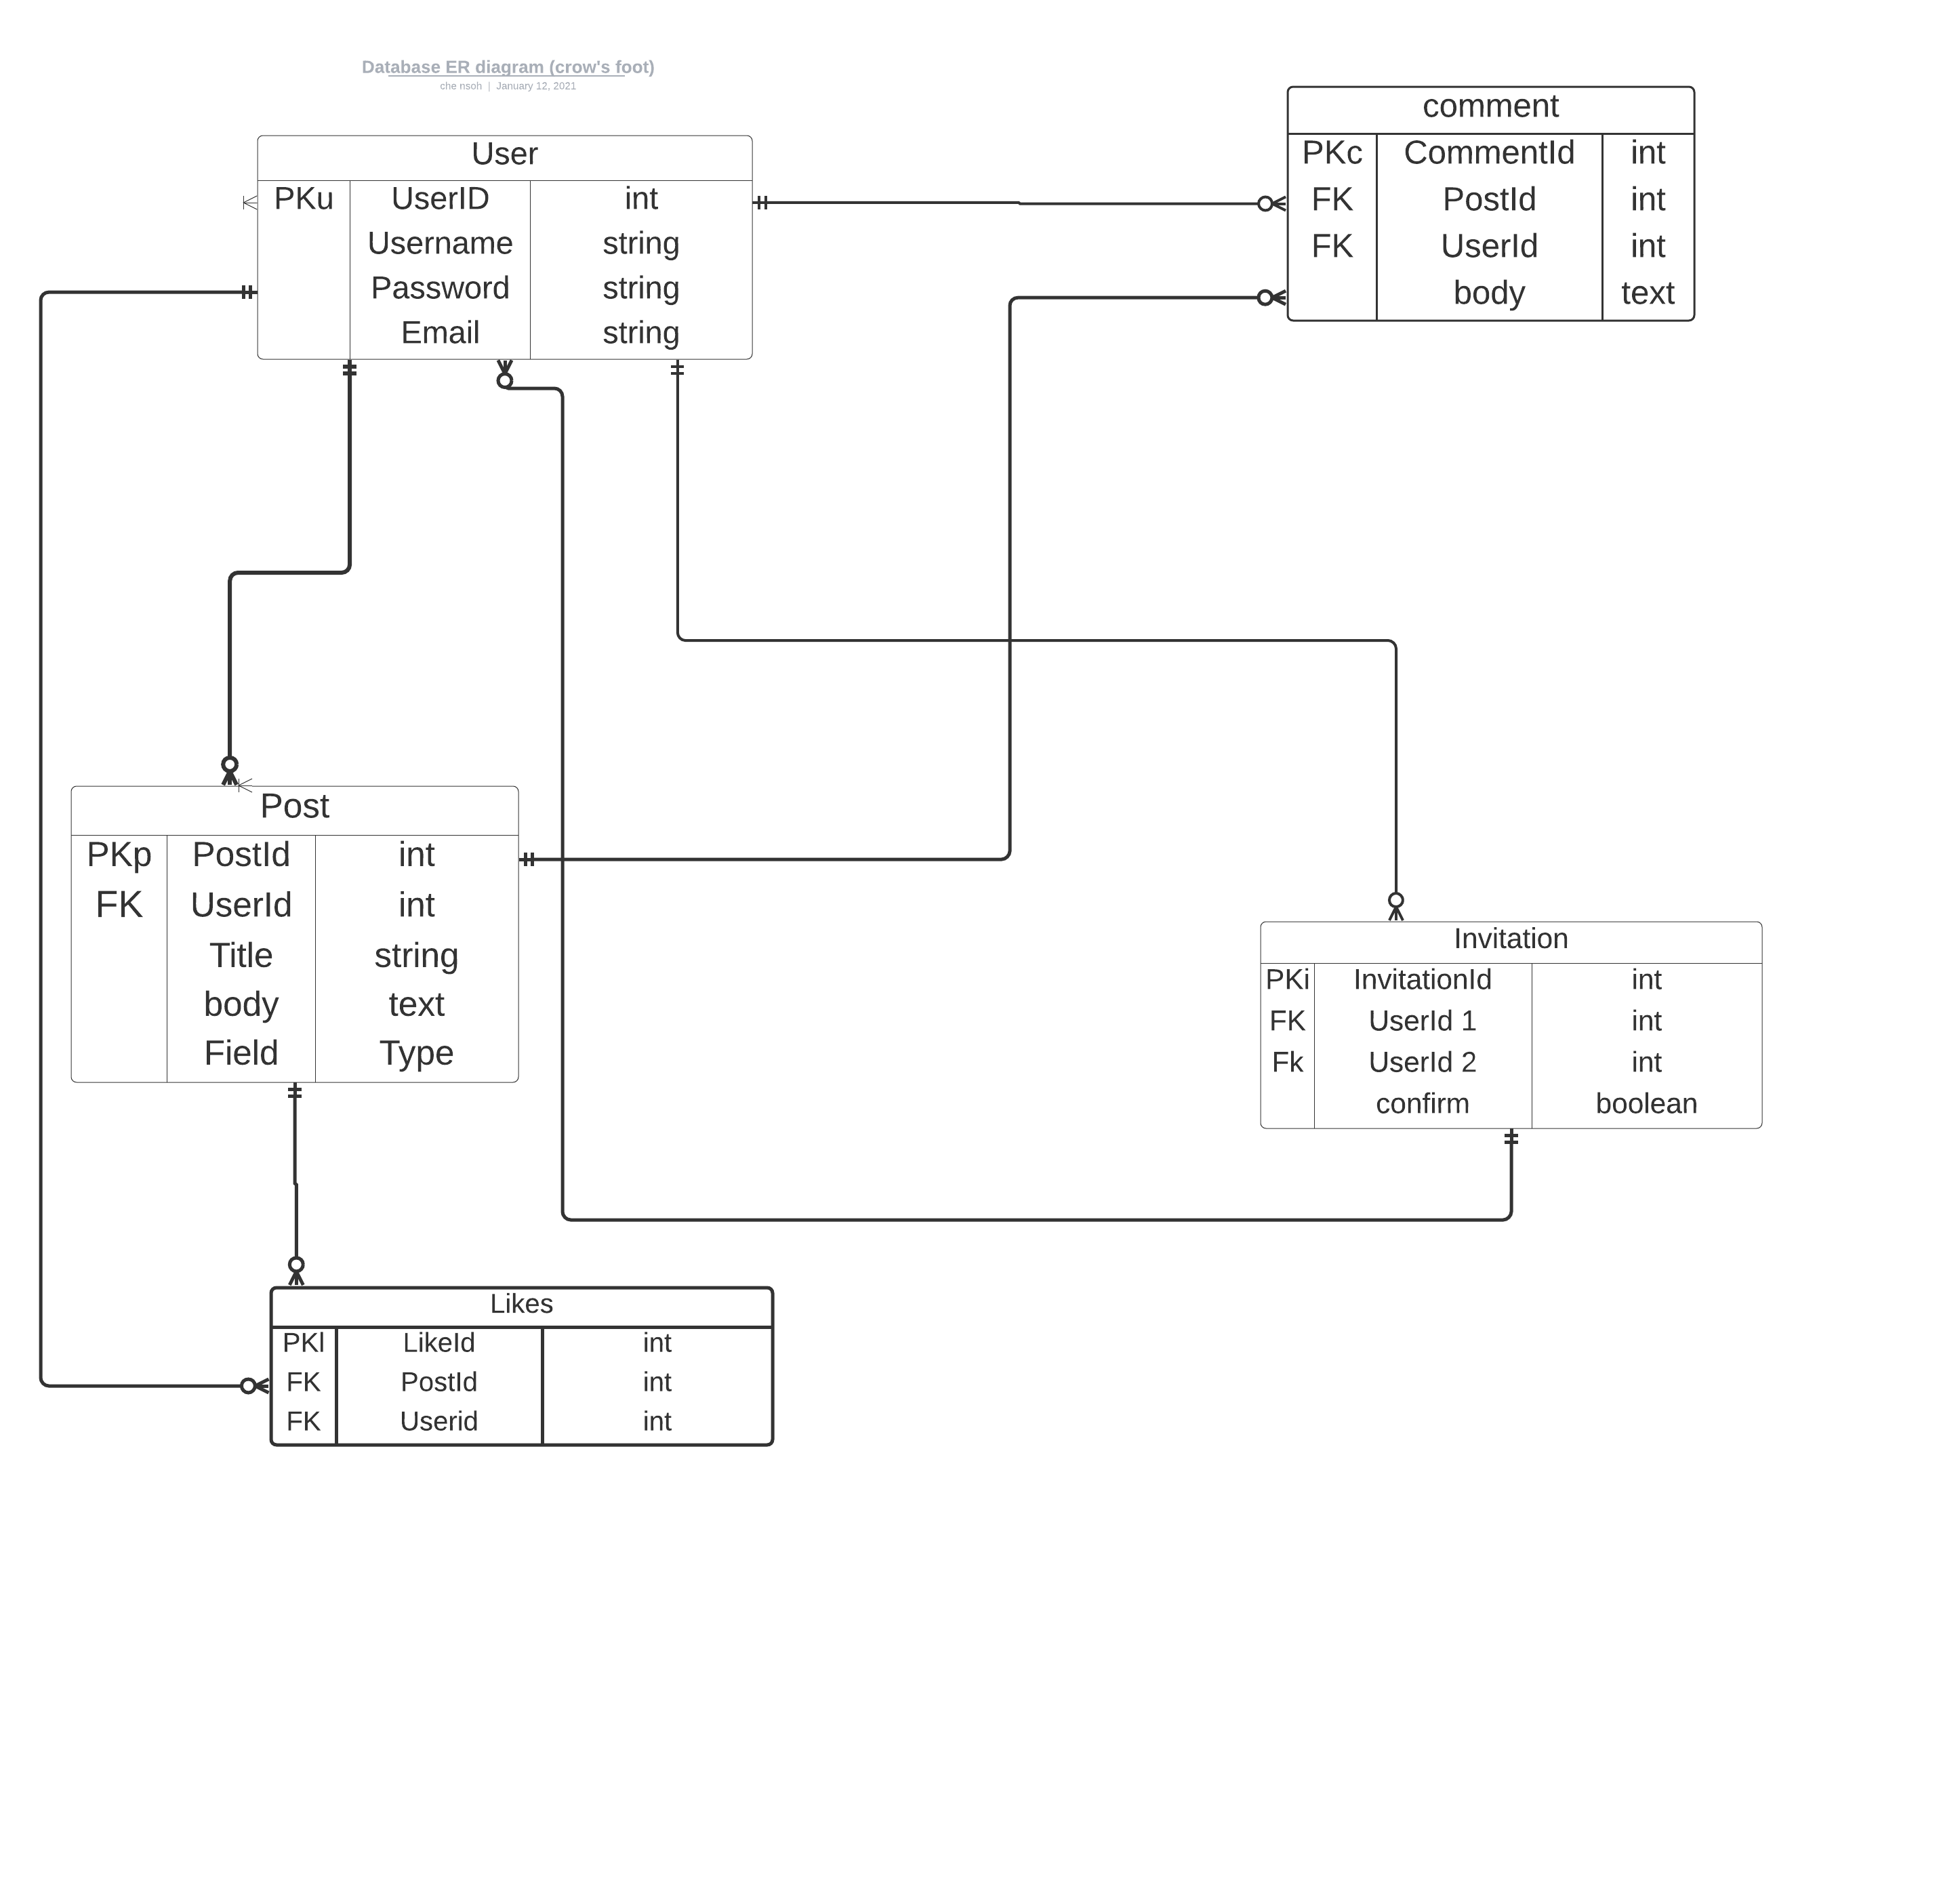 Database ER diagram (crow's foot)
che nsoh | January 12, 2021
User
PKu UserID int
Username string
Password string
Email string
comment
PKc CommentId int
FK PostId int
FK UserId int
body text
Post
PKp PostId int
FK UserId int
Title string
body text
Field Type
Invitation
PKi InvitationId int
FK UserId 1 int
Fk UserId 2 int
confirm boolean
Likes
PKl LikeId int
FK PostId int
FK Userid int